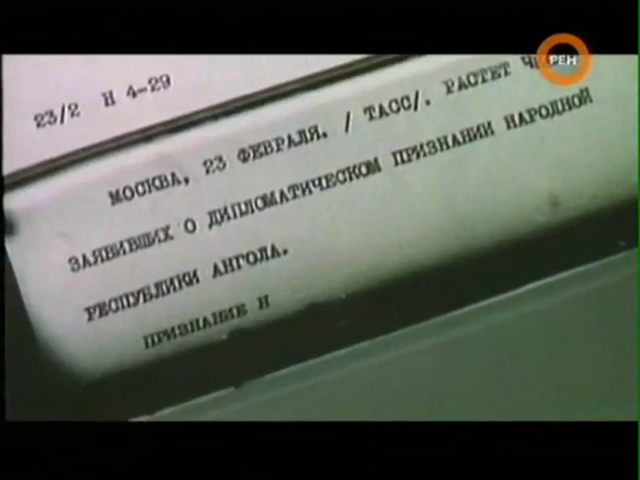 РЕН
23/2 Н 4-29
МОСКВА, 23 ФЕВРАЛЯ. / ТАСС/. РАСТЕТ
ЗАЯВИВШИХ О ДИПЛОМАТИЧЕСКОМ ПРИЗНАНИИ НАРОДНОЙ
РЕСПУБЛИКИ АНГОЛА.
ПРИЗНАНИЕ Н